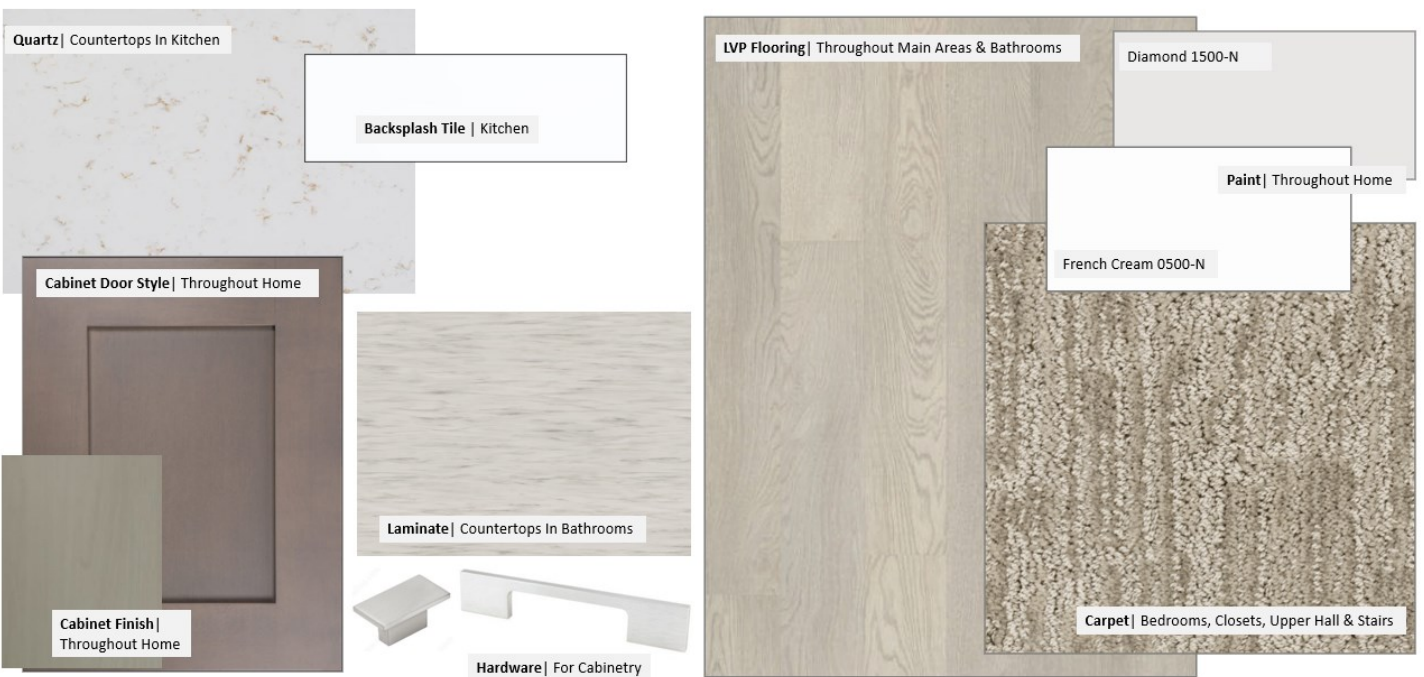 Quartz| Countertops In Kitchen
Backsplash Tile | Kitchen
Cabinet Door Style| Throughout Home
Laminate| Countertops In Bathrooms
Cabinet Finish|
Throughout Home
Hardware| For Cabinetry
LVP Flooring| Throughout Main Areas & Bathrooms
Diamond 1500-N
Paint| Throughout Home
French Cream 0500-N
Carpet| Bedrooms, Closets, Upper Hall & Stairs